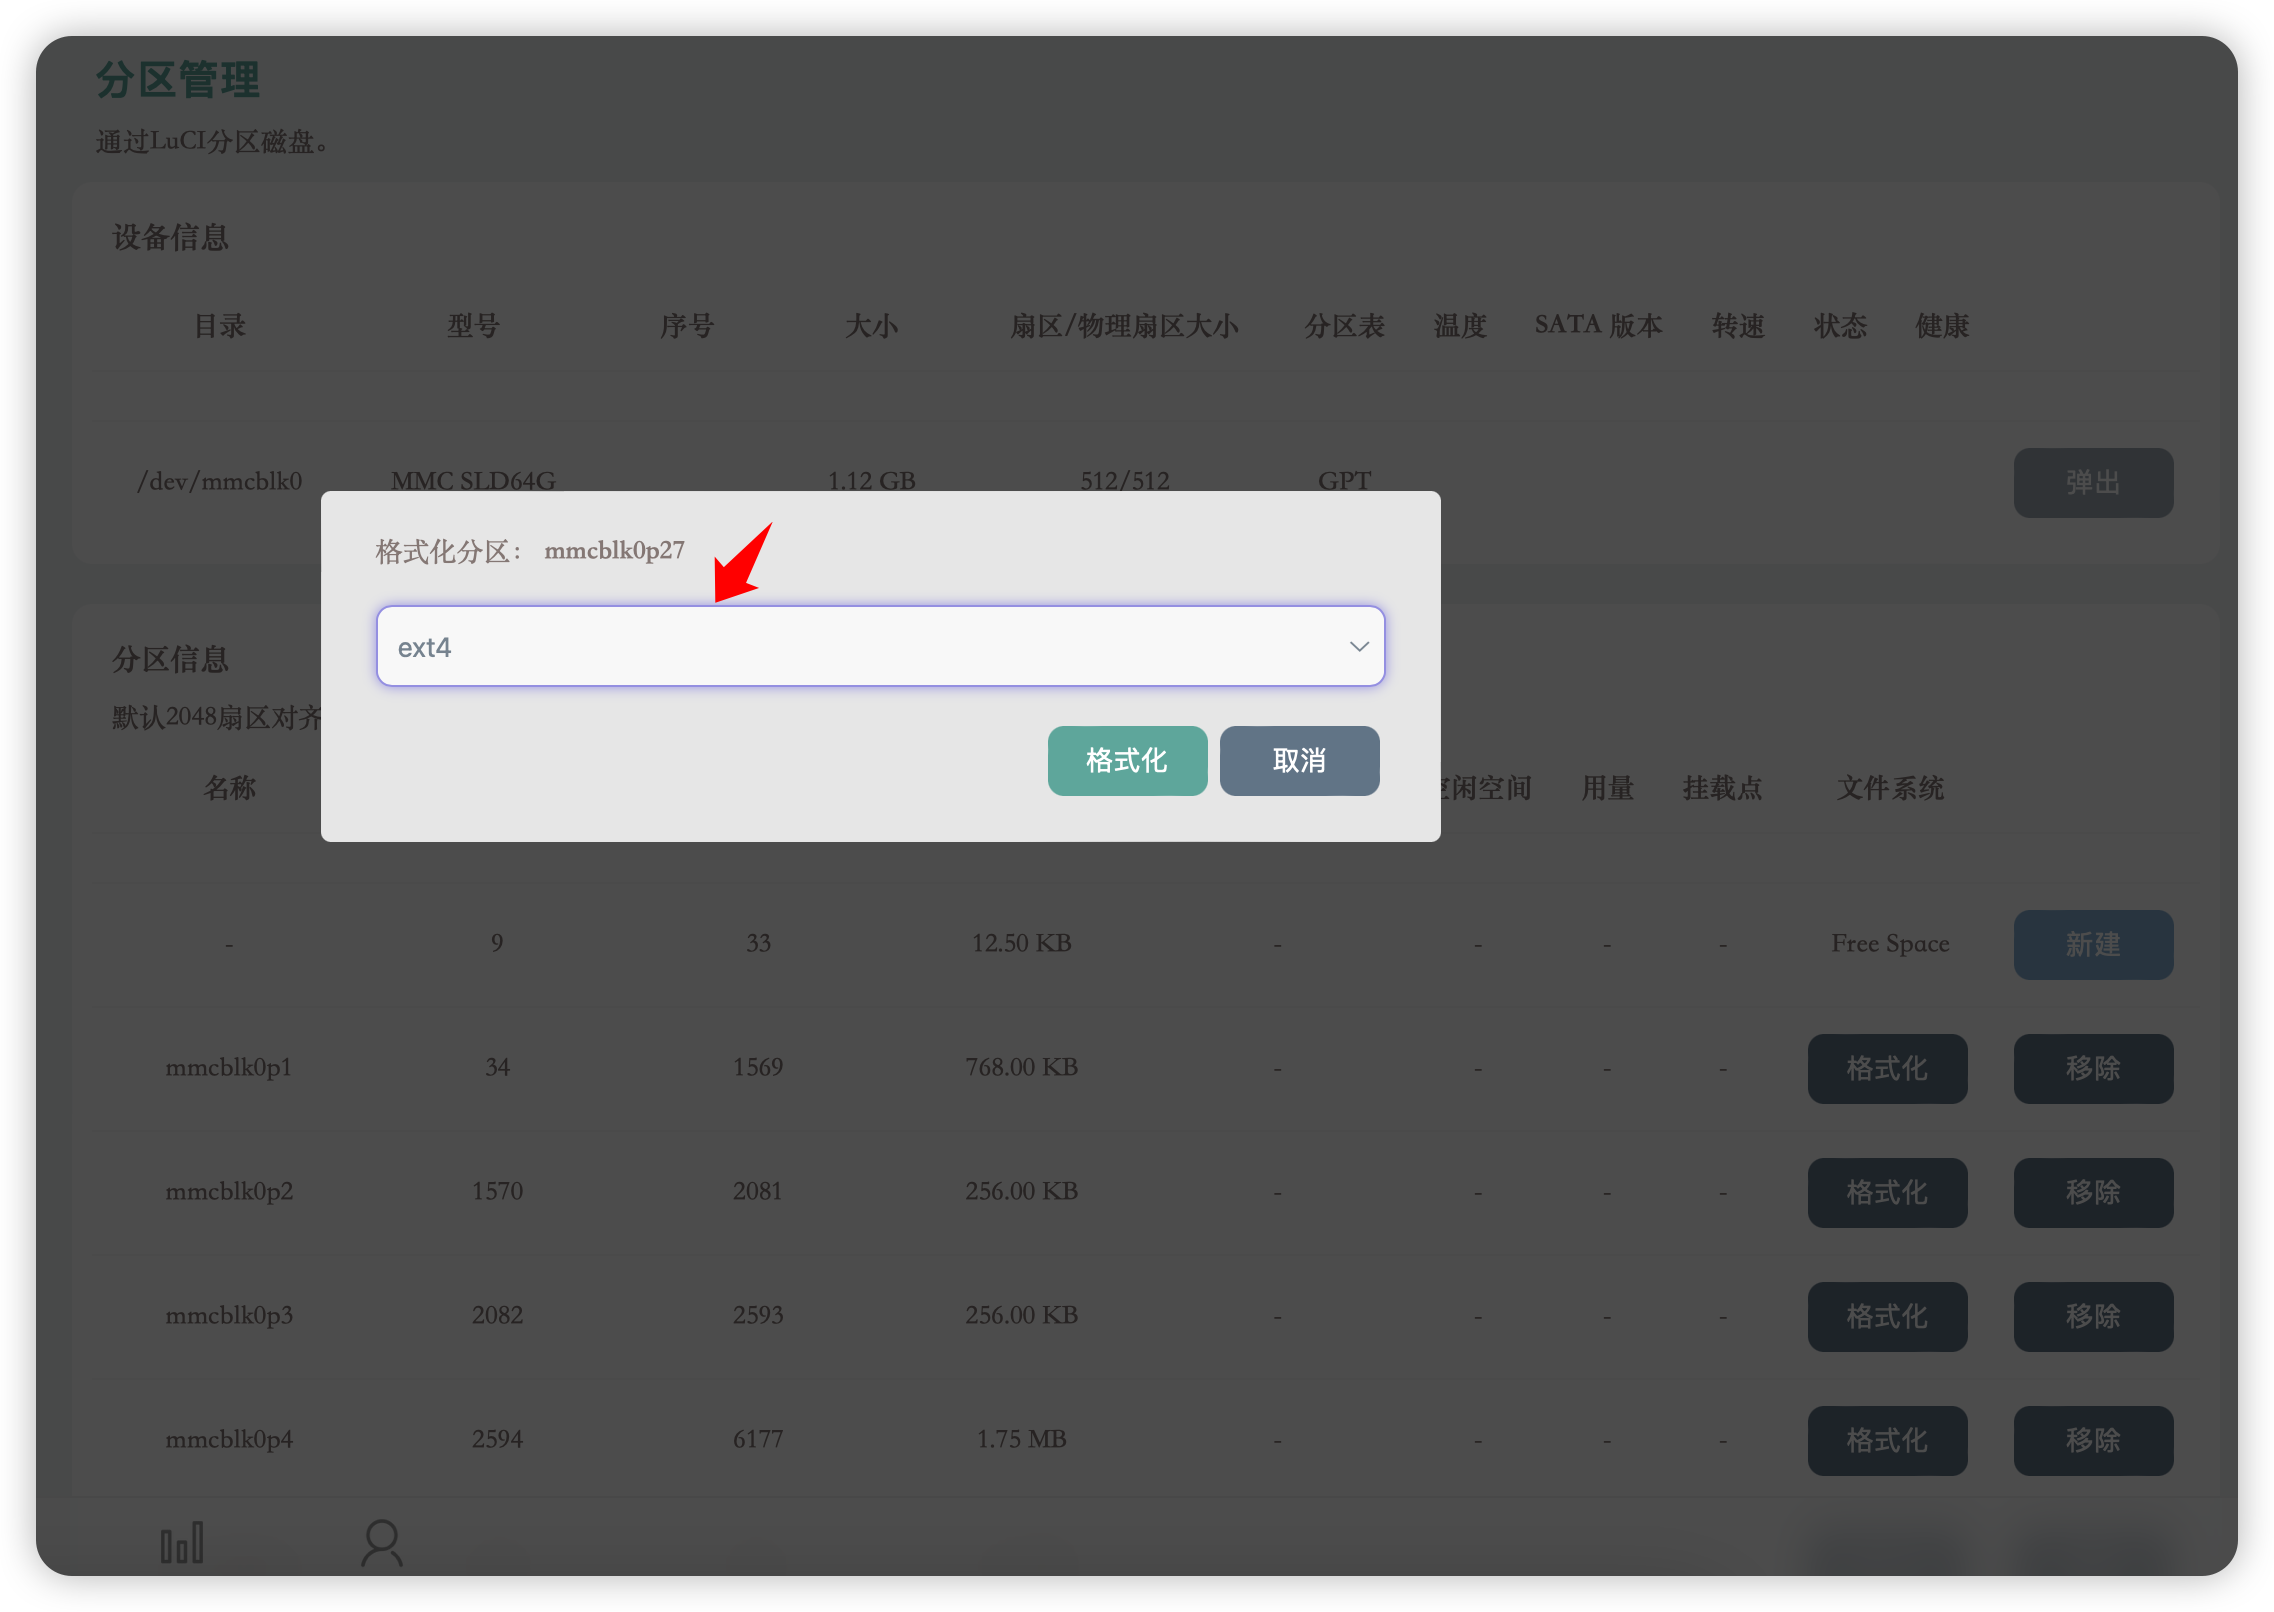 分区管理
通过LuCI分区磁盘。
设备信息
目录 型号 序号 大小 扇区/物理扇区大小 分区表 温度 SATA 版本 转速 状态 健康
/dev/mmcblk0 MMC SLD64G 1.12 GB 512/512 GPT 弹出
格式化分区： mmcblk0p27
ext4
格式化 取消
分区信息
默认2048扇区对齐
名称 空闲空间 用量 挂载点 文件系统
- 9 33 12.50 KB - - - - Free Space 新建
mmcblk0p1 34 1569 768.00 KB - - - - 格式化 移除
mmcblk0p2 1570 2081 256.00 KB - - - - 格式化 移除
mmcblk0p3 2082 2593 256.00 KB - - - - 格式化 移除
mmcblk0p4 2594 6177 1.75 MB - - - - 格式化 移除